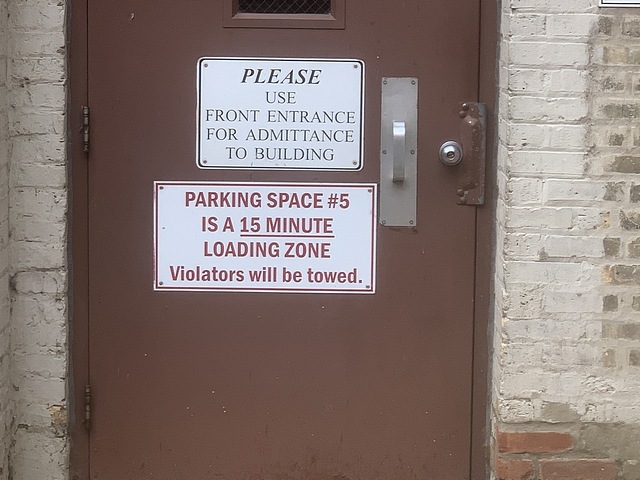 PLEASE
USE
FRONT ENTRANCE
FOR ADMITTANCE
TO BUILDING
PARKING SPACE #5
IS A 15 MINUTE
LOADING ZONE
Violators will be towed.